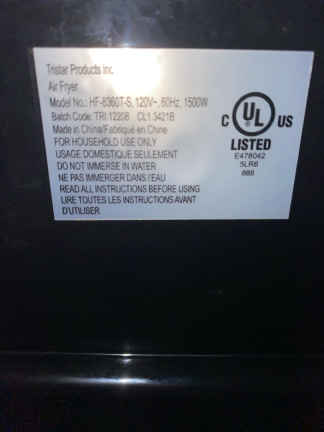 Tristar Products Inc.
Air Fryer
Model No.: HF-8360T-S, 120V~, 60Hz, 1500W
Batch Code: TRI.1220B CL1.3421B
Made in China/Fabriqué en Chine
FOR HOUSEHOLD USE ONLY
USAGE DOMESTIQUE SEULEMENT
DO NOT IMMERSE IN WATER
NE PAS IMMERGER DANS L'EAU
READ ALL INSTRUCTIONS BEFORE USING
LIRE TOUTES LES INSTRUCTIONS AVANT
D'UTILISER
C UL US
LISTED
E478042
5LR8